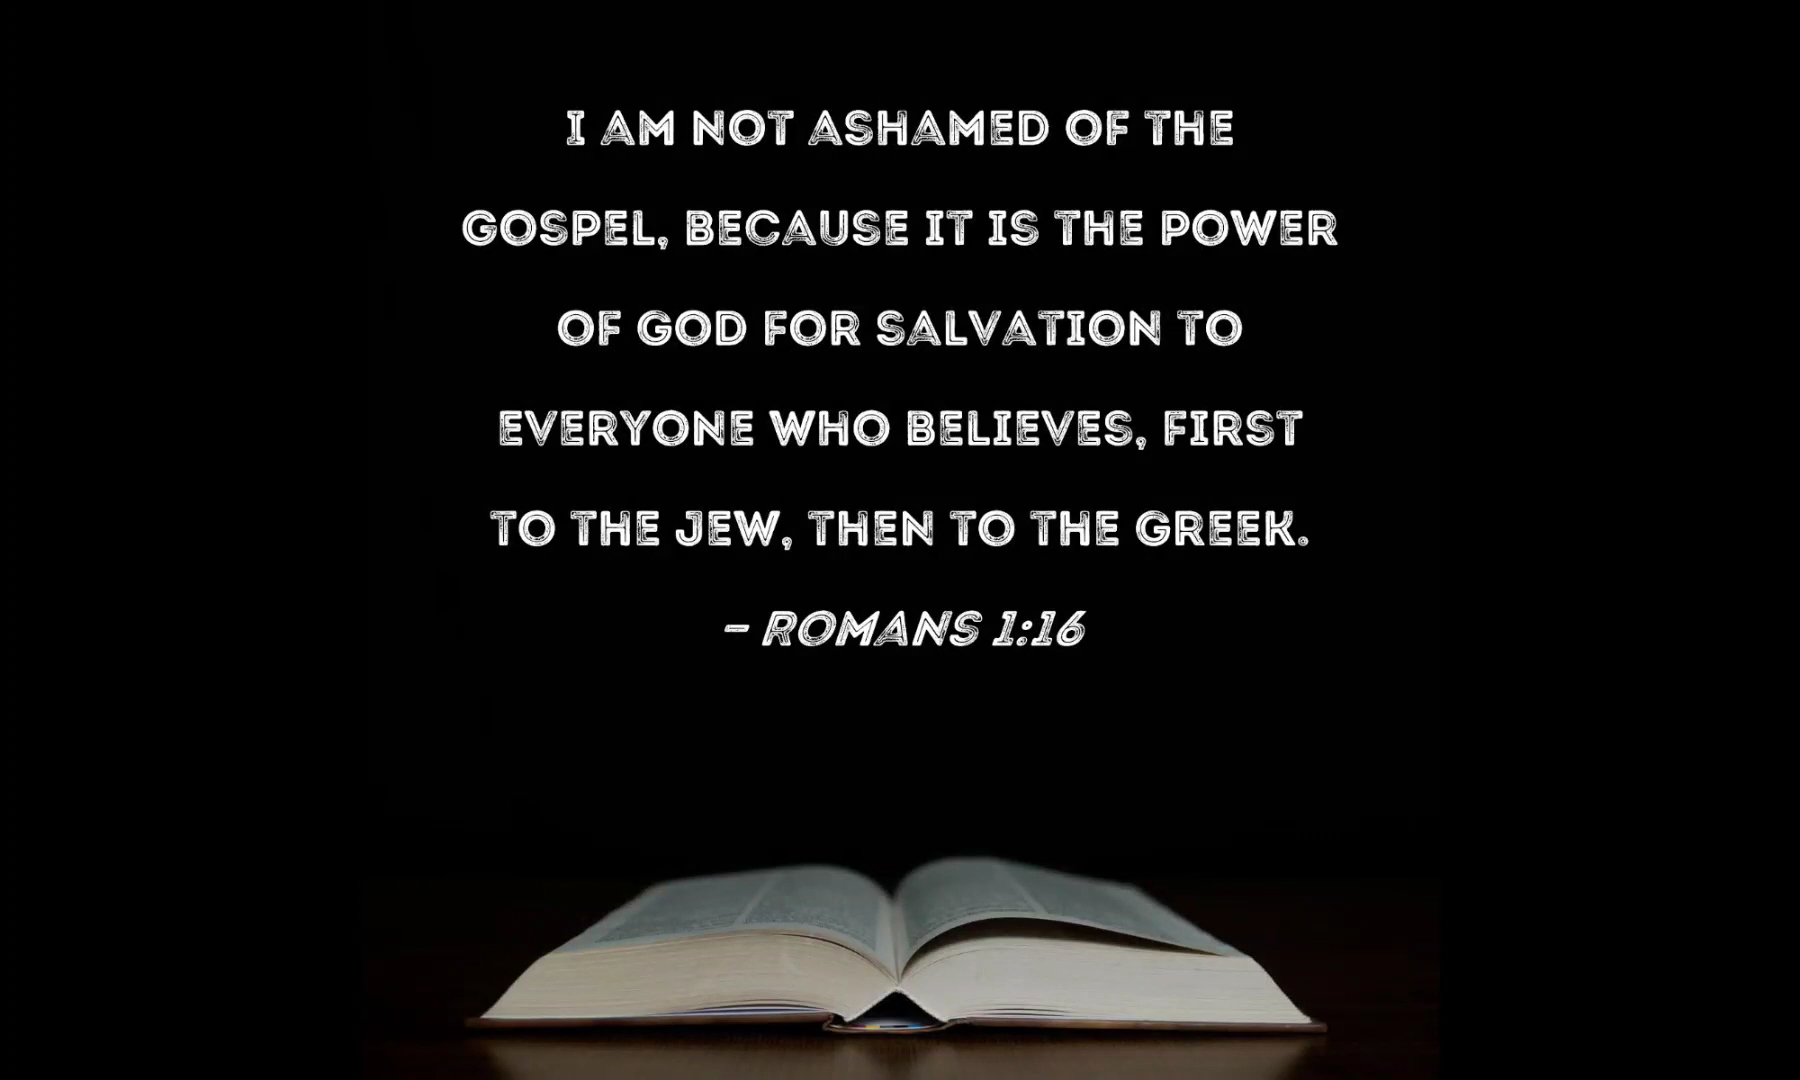 I AM NOT ASHAMED OF THE
GOSPEL, BECAUSE IT IS THE POWER
OF GOD FOR SALVATION TO
EVERYONE WHO BELIEVES, FIRST
TO THE JEW, THEN TO THE GREEK.
– ROMANS 1:16